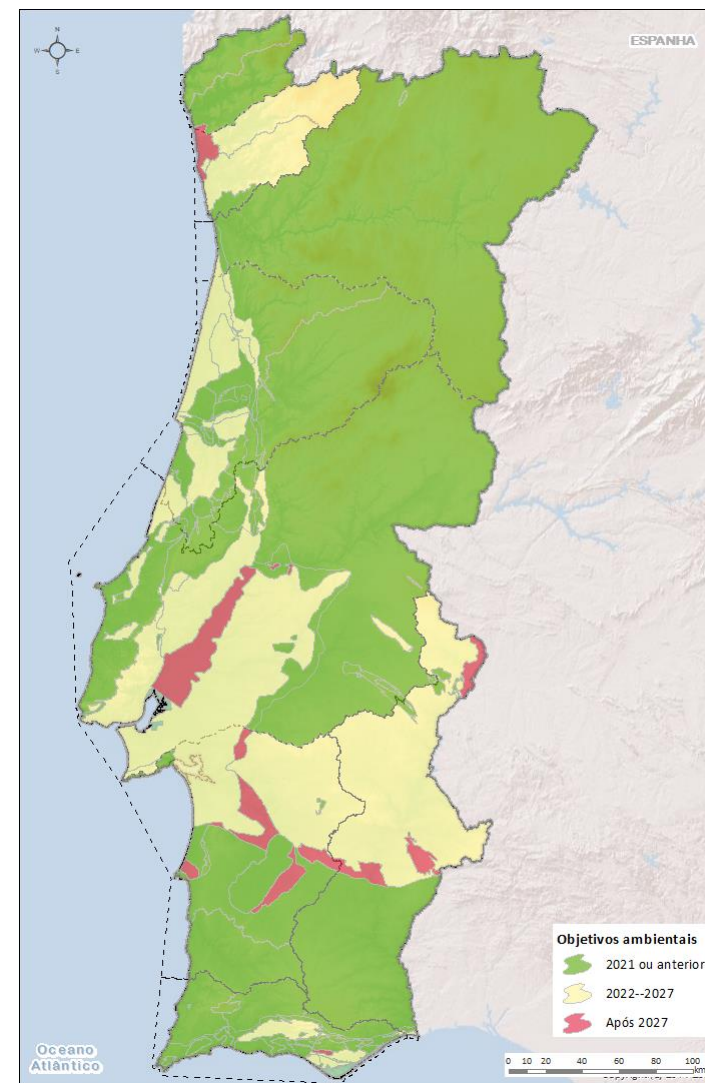 N
W E
S
ESPANHA
Objetivos ambientais
2021 ou anterior
2022--2027
Após 2027
Oceano
Atlântico
0 10 20 40 60 80 100
km